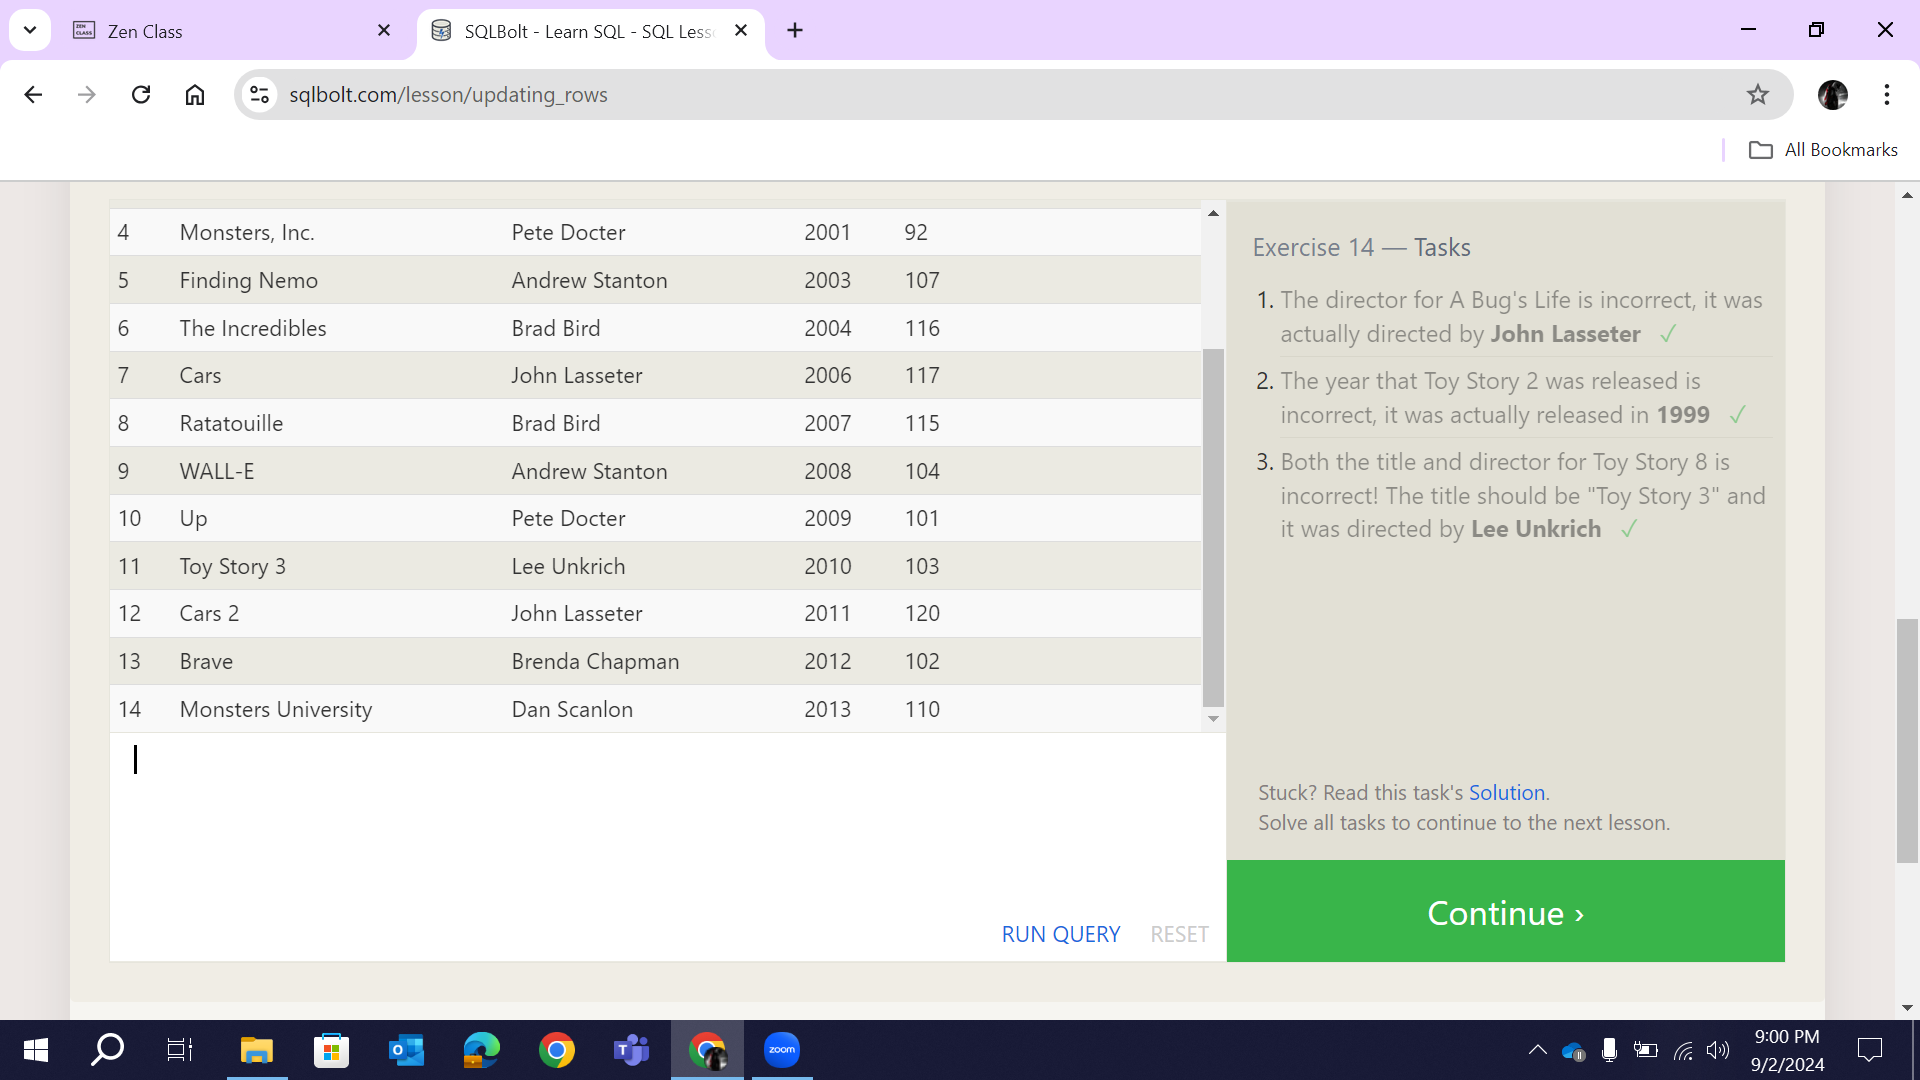 Zen Class
SQLBolt - Learn SQL - SQL Less
sqlbolt.com/lesson/updating_rows
All Bookmarks
4 Monsters, Inc. Pete Docter 2001 92
5 Finding Nemo Andrew Stanton 2003 107
6 The Incredibles Brad Bird 2004 116
7 Cars John Lasseter 2006 117
8 Ratatouille Brad Bird 2007 115
9 WALL-E Andrew Stanton 2008 104
10 Up Pete Docter 2009 101
11 Toy Story 3 Lee Unkrich 2010 103
12 Cars 2 John Lasseter 2011 120
13 Brave Brenda Chapman 2012 102
14 Monsters University Dan Scanlon 2013 110
RUN QUERY RESET
Exercise 14 — Tasks
1. The director for A Bug's Life is incorrect, it was
actually directed by John Lasseter ✓
2. The year that Toy Story 2 was released is
incorrect, it was actually released in 1999 ✓
3. Both the title and director for Toy Story 8 is
incorrect! The title should be "Toy Story 3" and
it was directed by Lee Unkrich ✓
Stuck? Read this task's Solution.
Solve all tasks to continue to the next lesson.
Continue ›
zoom
9:00 PM
9/2/2024